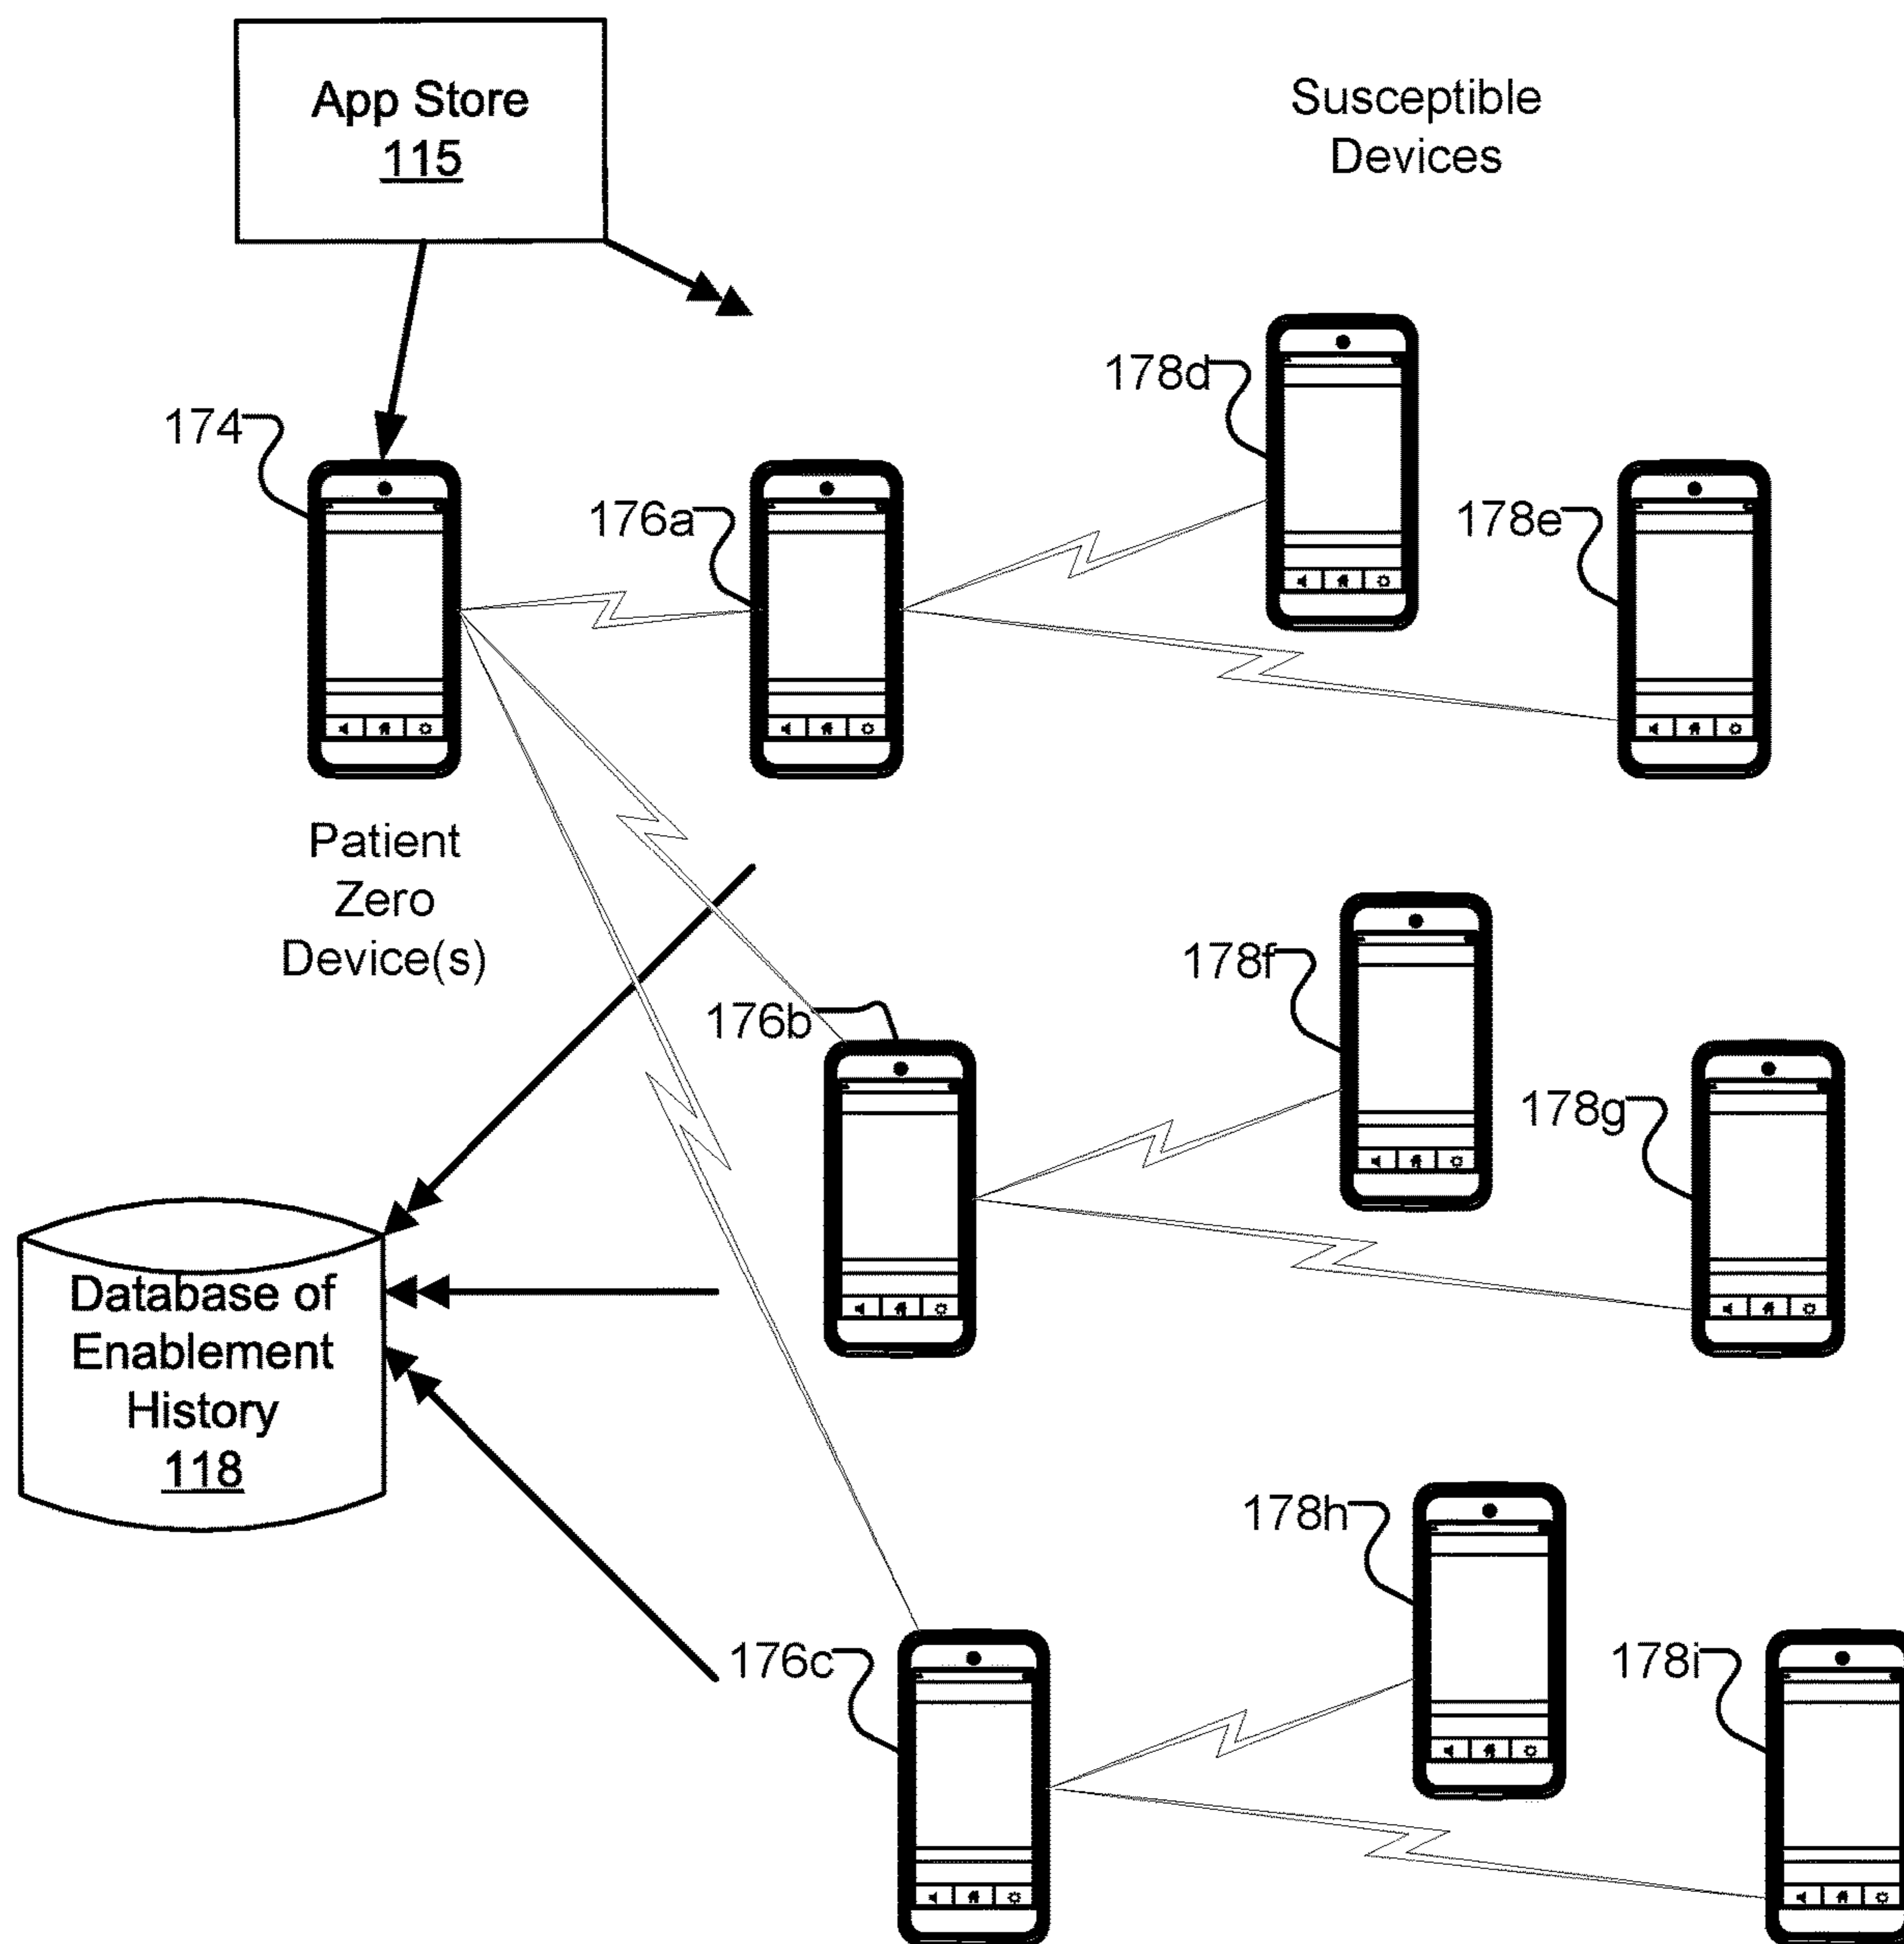 App Store
115
Susceptible
Devices
178d
174
176a
178e
Patient
Zero
Device(s)
178f
176b
178g
Database of
Enablement
History
118
178h
176c
178i